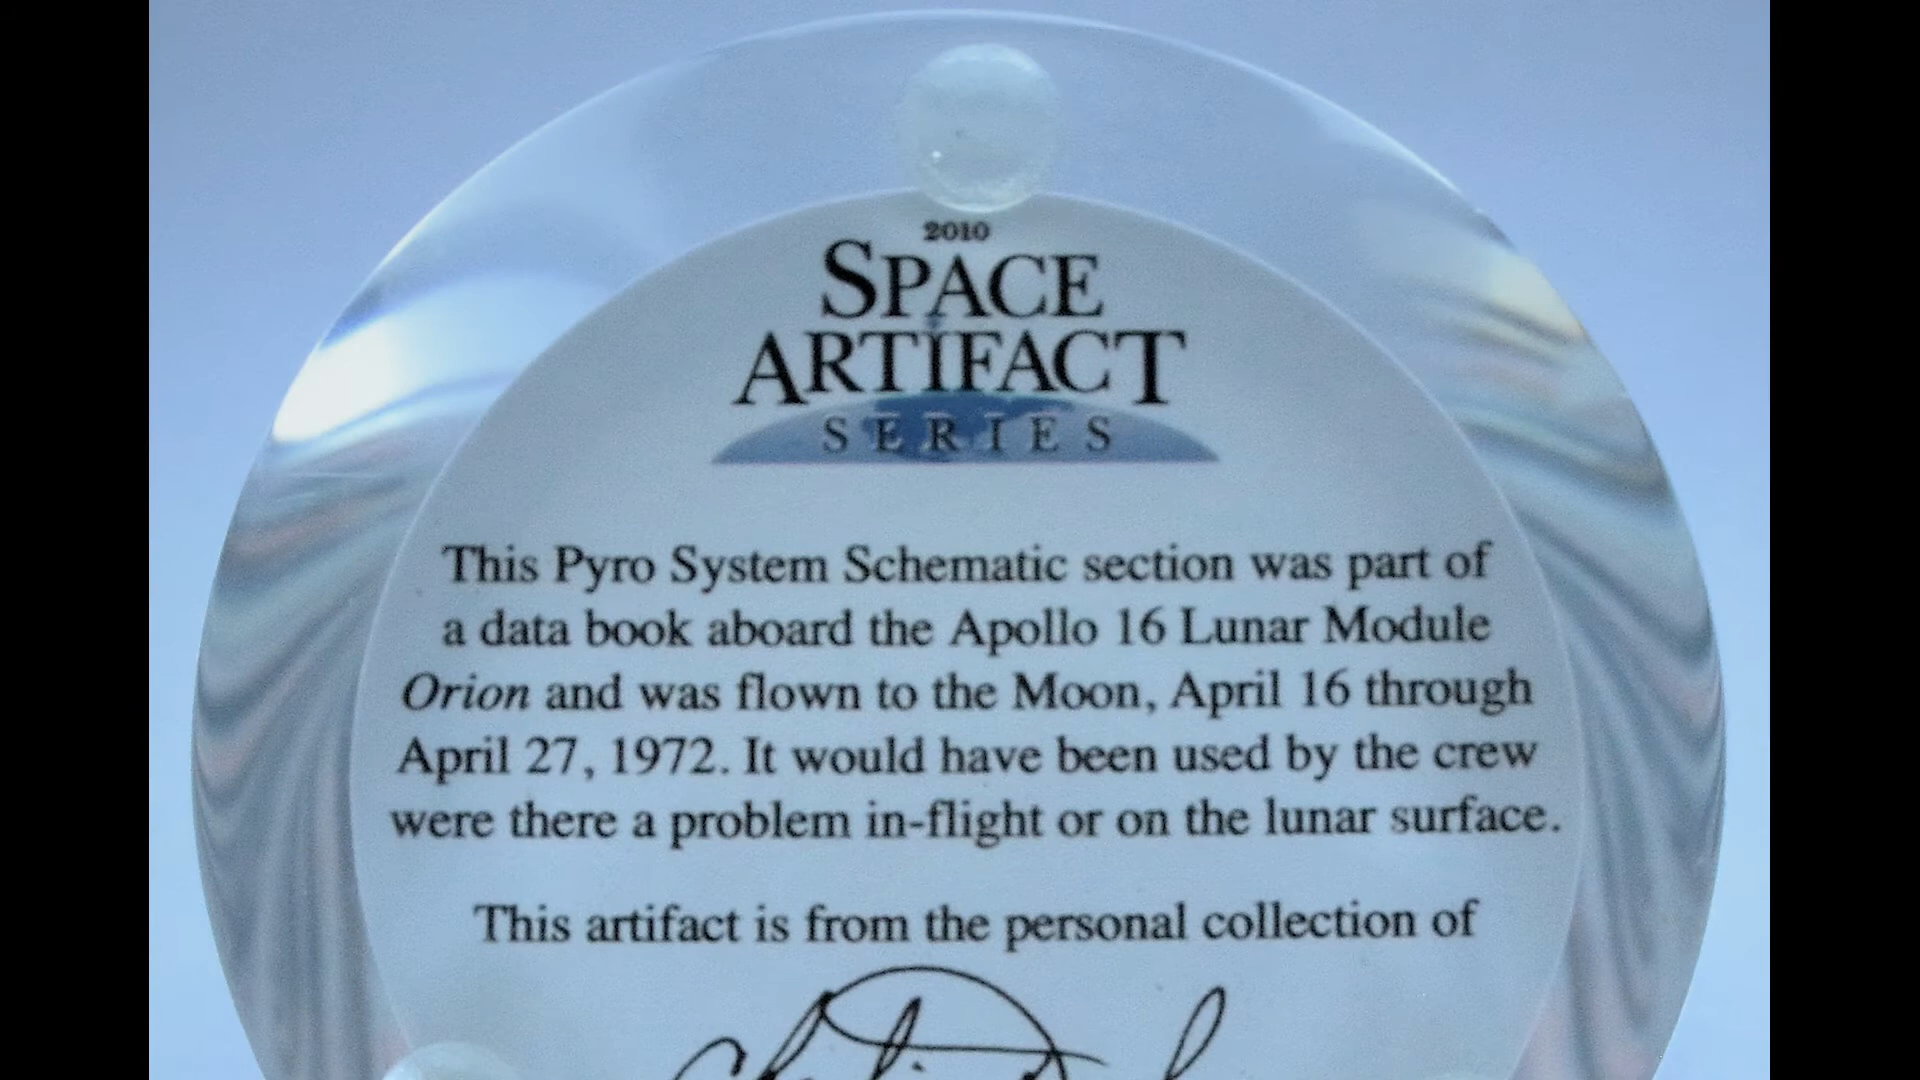 2010
SPACE
ARTIFACT
SERIES
This Pyro System Schematic section was part of
a data book aboard the Apollo 16 Lunar Module
Orion and was flown to the Moon, April 16 through
April 27, 1972. It would have been used by the crew
were there a problem in-flight or on the lunar surface.
This artifact is from the personal collection of